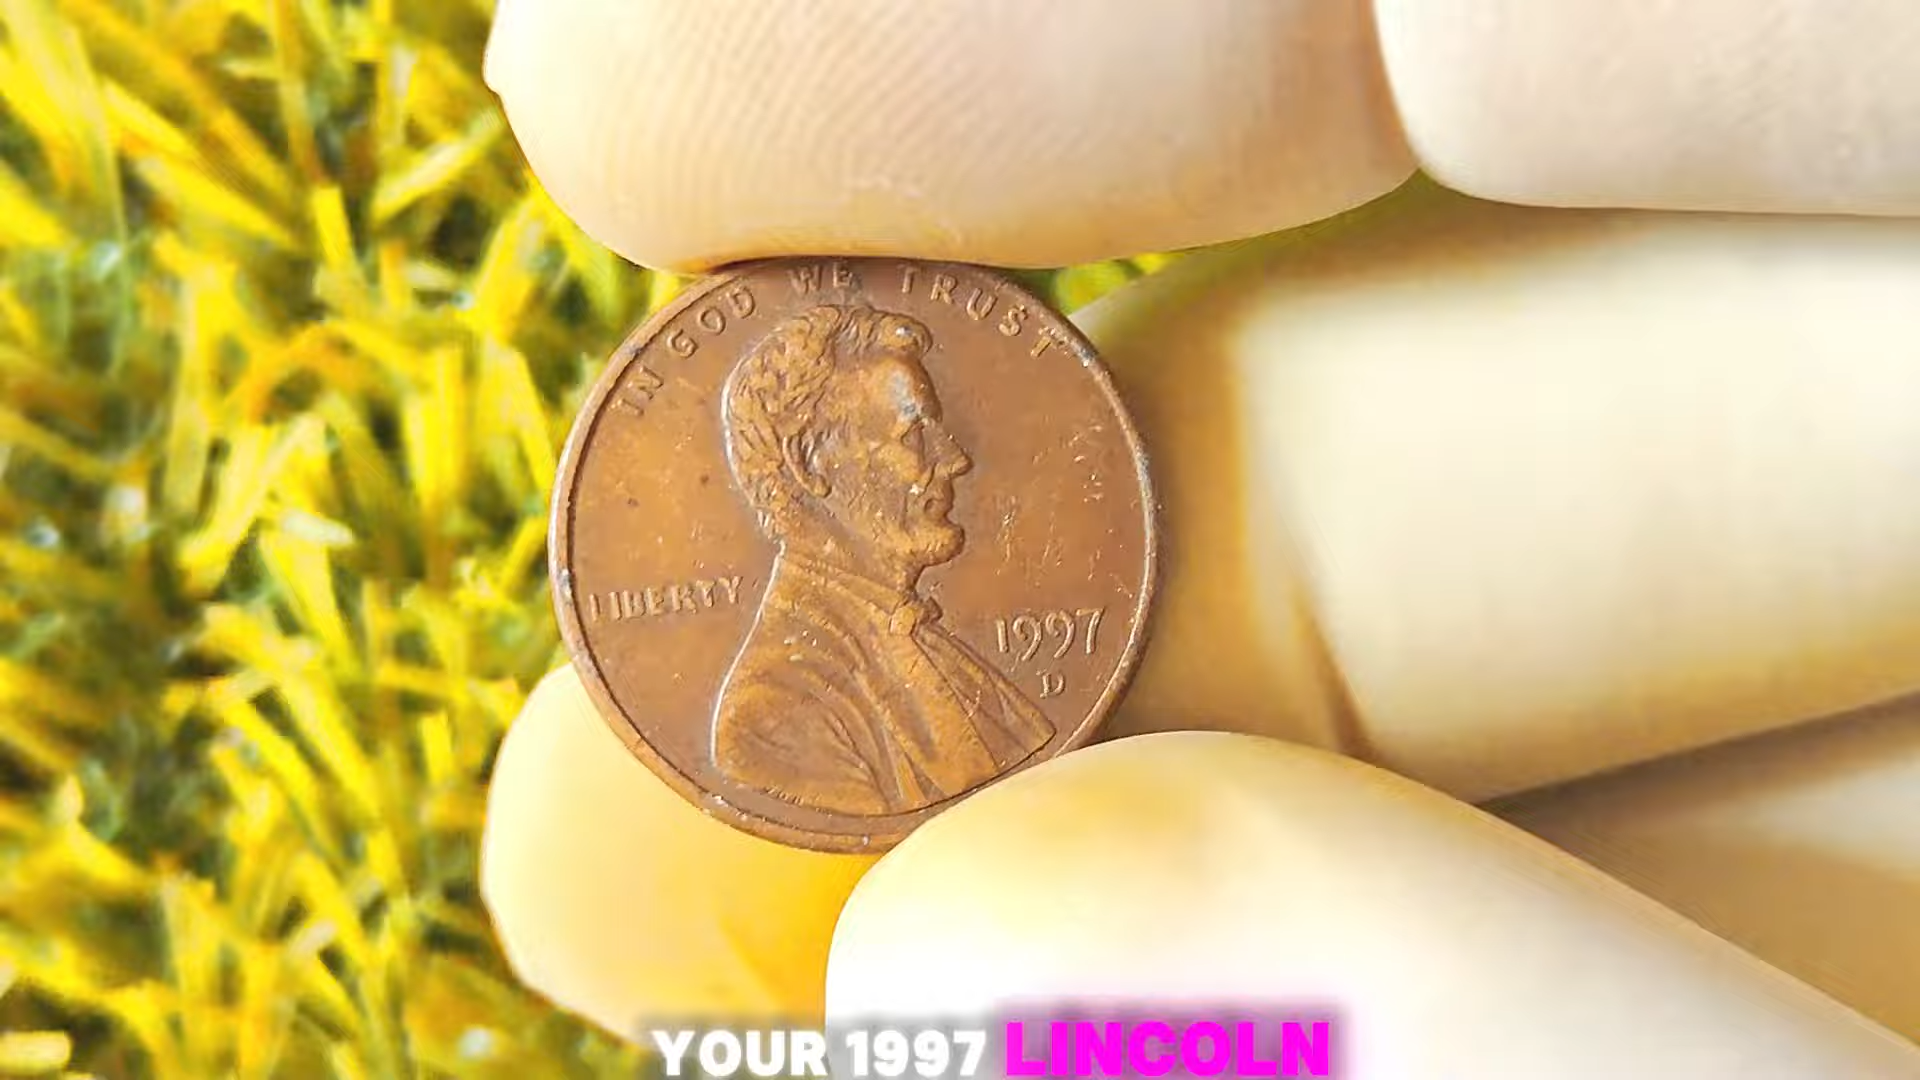 IN GOD WE TRUST
LIBERTY
1997
D
YOUR 1997 LINCOLN